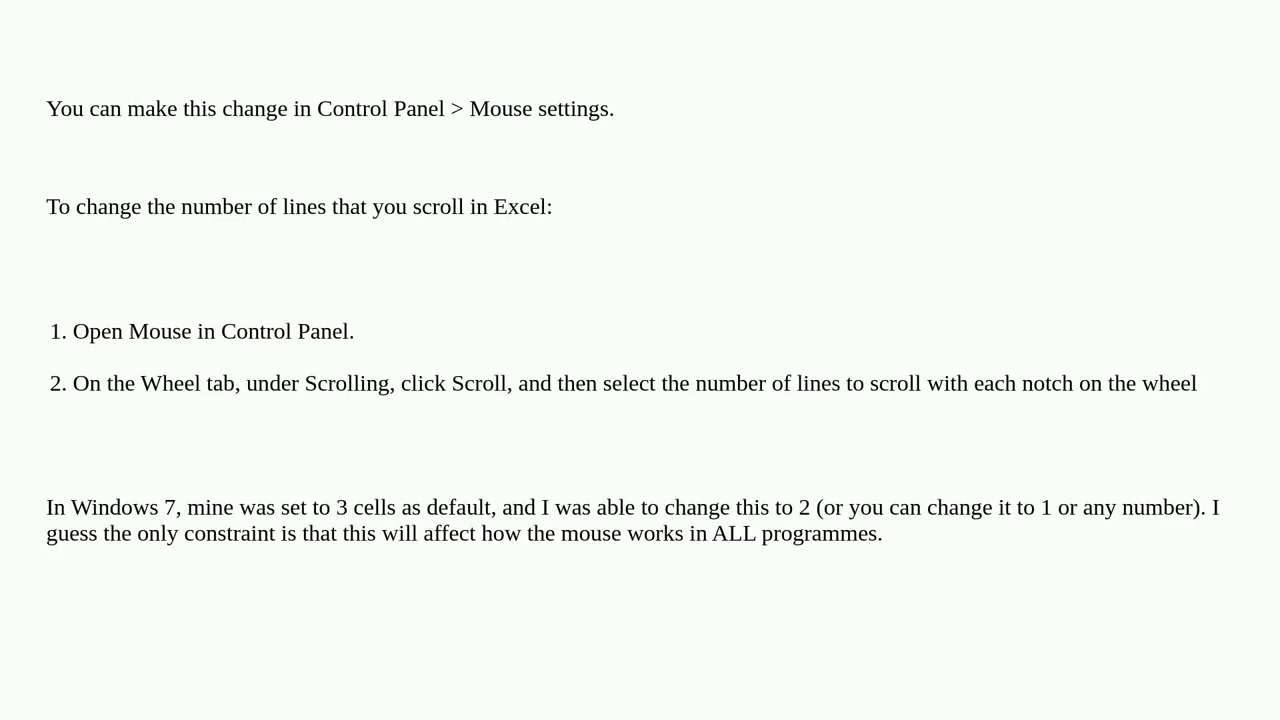 You can make this change in Control Panel > Mouse settings.
To change the number of lines that you scroll in Excel:
1. Open Mouse in Control Panel.
2. On the Wheel tab, under Scrolling, click Scroll, and then select the number of lines to scroll with each notch on the wheel
In Windows 7, mine was set to 3 cells as default, and I was able to change this to 2 (or you can change it to 1 or any number). I
guess the only constraint is that this will affect how the mouse works in ALL programmes.